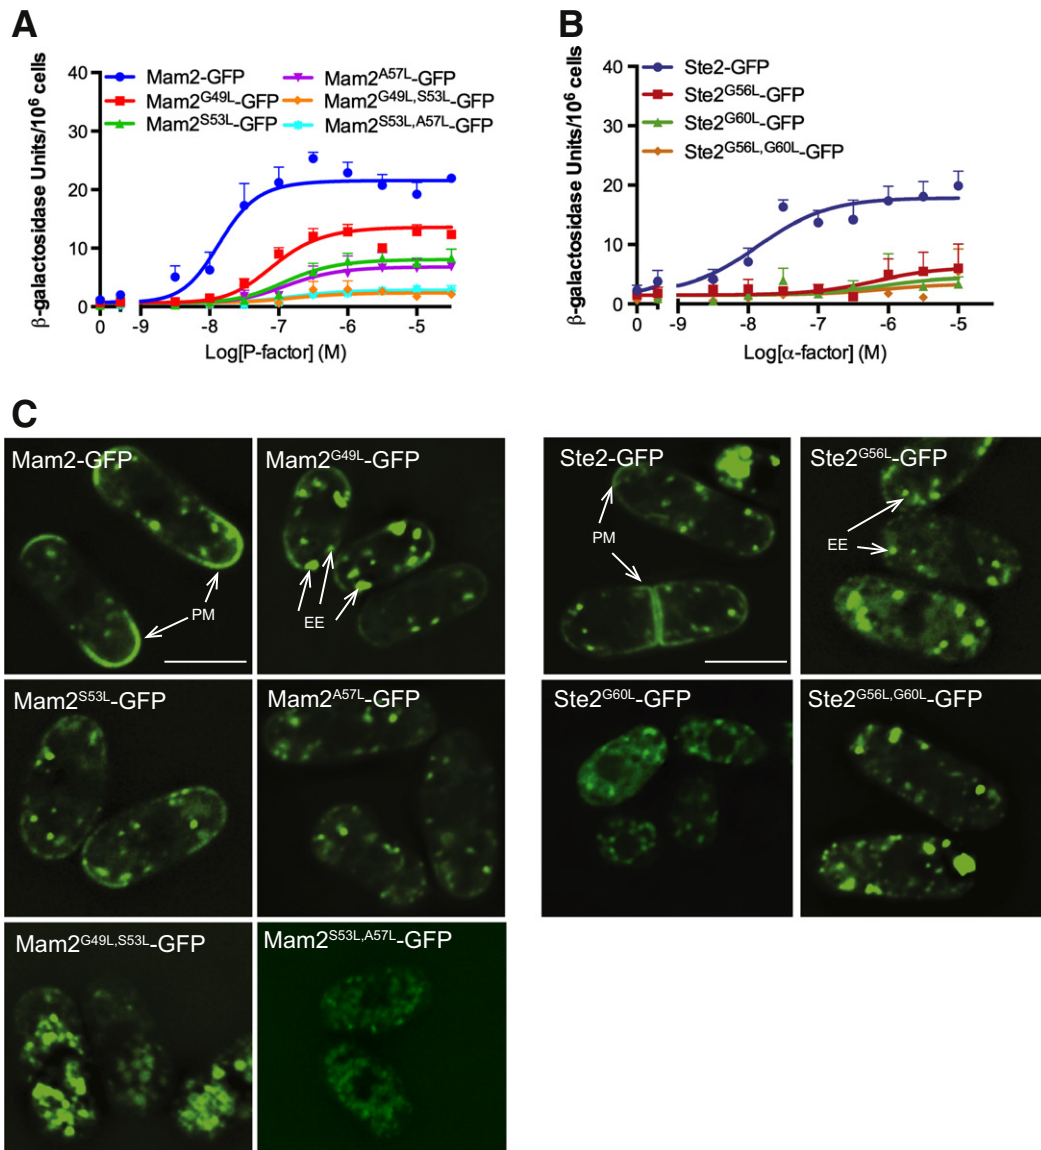 A
β-galactosidase Units/10⁶ cells
40
30
20
10
0
Mam2-GFP
Mam2ᴳ⁴⁹ᴸ-GFP
Mam2ˢ⁵³ᴸ-GFP
Mam2ᴬ⁵⁷ᴸ-GFP
Mam2ᴳ⁴⁹ᴸ,ˢ⁵³ᴸ-GFP
Mam2ˢ⁵³ᴸ,ᴬ⁵⁷ᴸ-GFP
0 -9 -8 -7 -6 -5
Log[P-factor] (M)
B
β-galactosidase Units/10⁶ cells
40
30
20
10
0
Ste2-GFP
Ste2ᴳ⁵⁶ᴸ-GFP
Ste2ᴳ⁶⁰ᴸ-GFP
Ste2ᴳ⁵⁶ᴸ,ᴳ⁶⁰ᴸ-GFP
0 -9 -8 -7 -6 -5
Log[α-factor] (M)
C
Mam2-GFP
PM
Mam2ᴳ⁴⁹ᴸ-GFP
EE
Ste2-GFP
PM
Ste2ᴳ⁵⁶ᴸ-GFP
EE
Mam2ˢ⁵³ᴸ-GFP
Mam2ᴬ⁵⁷ᴸ-GFP
Ste2ᴳ⁶⁰ᴸ-GFP
Ste2ᴳ⁵⁶ᴸ,ᴳ⁶⁰ᴸ-GFP
Mam2ᴳ⁴⁹ᴸ,ˢ⁵³ᴸ-GFP
Mam2ˢ⁵³ᴸ,ᴬ⁵⁷ᴸ-GFP